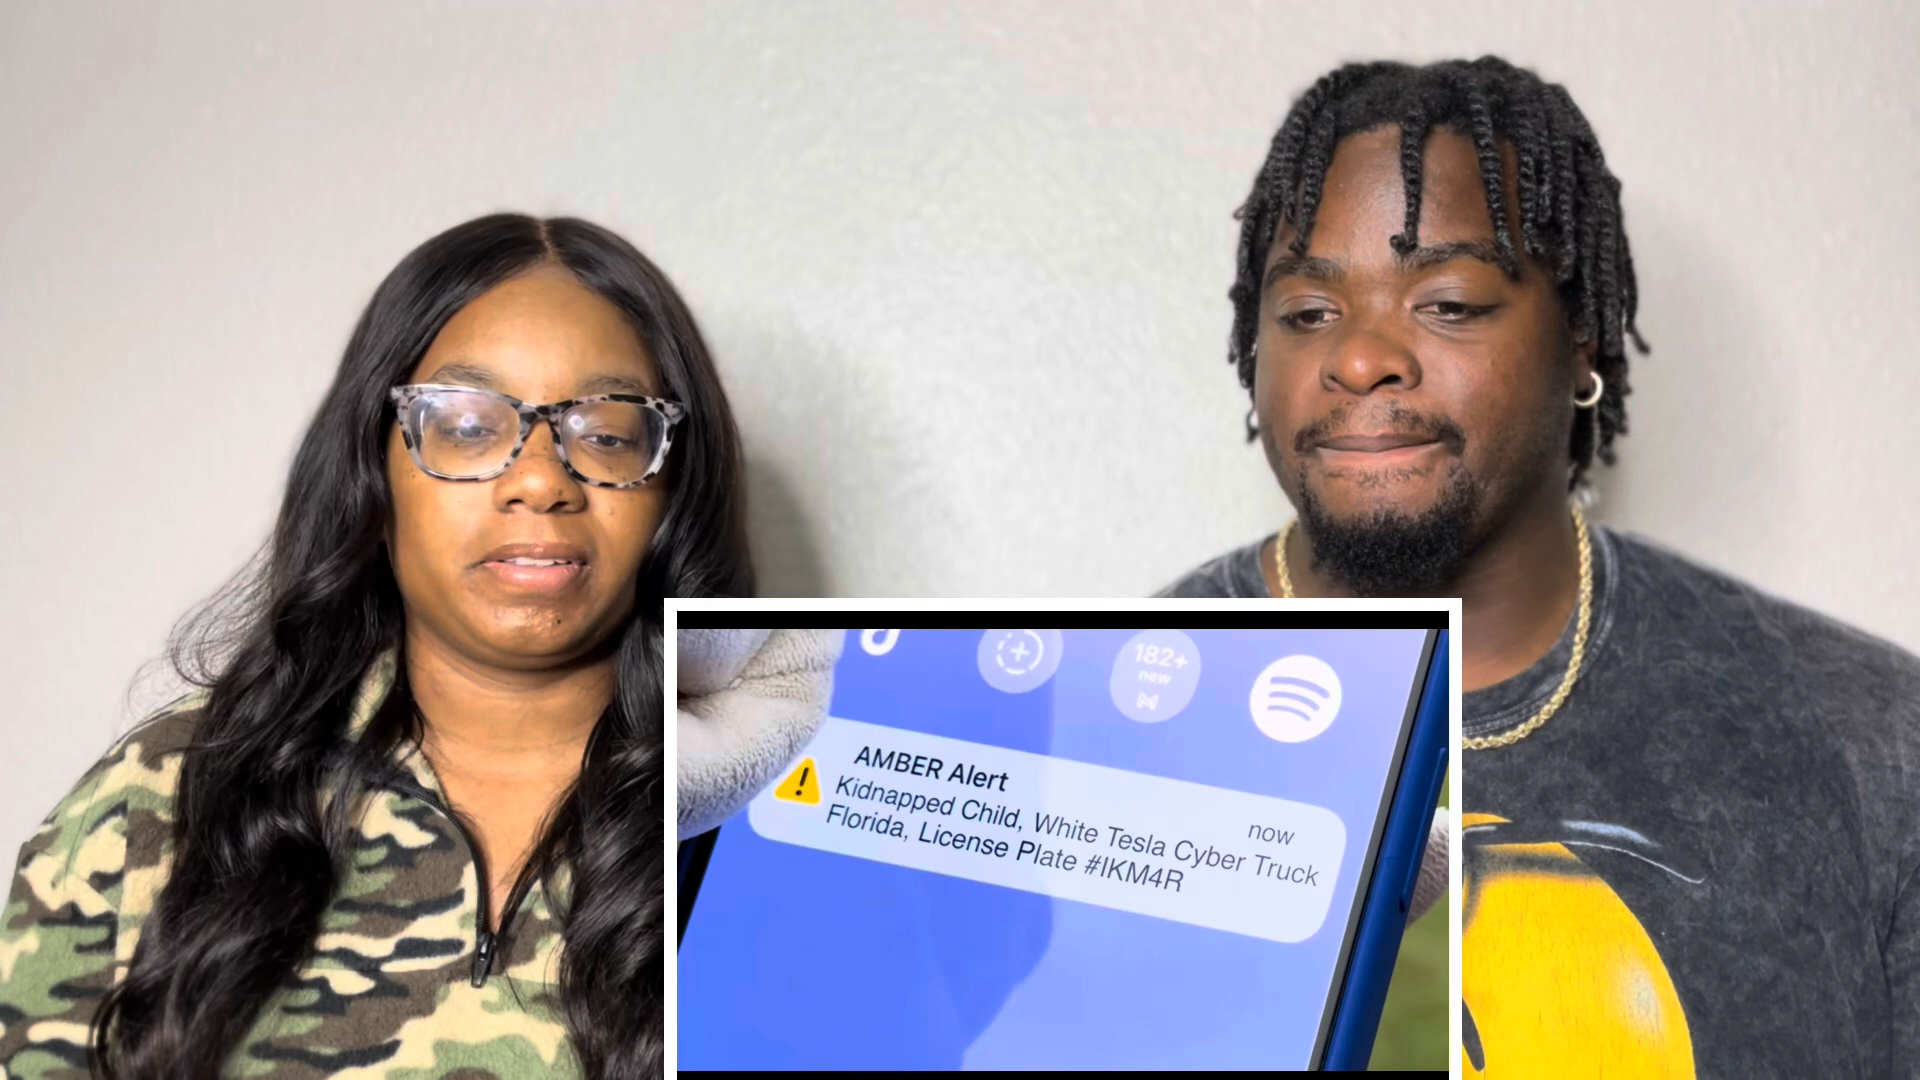 182+
now
AMBER Alert
now
Kidnapped Child, White Tesla Cyber Truck
Florida, License Plate #IKM4R